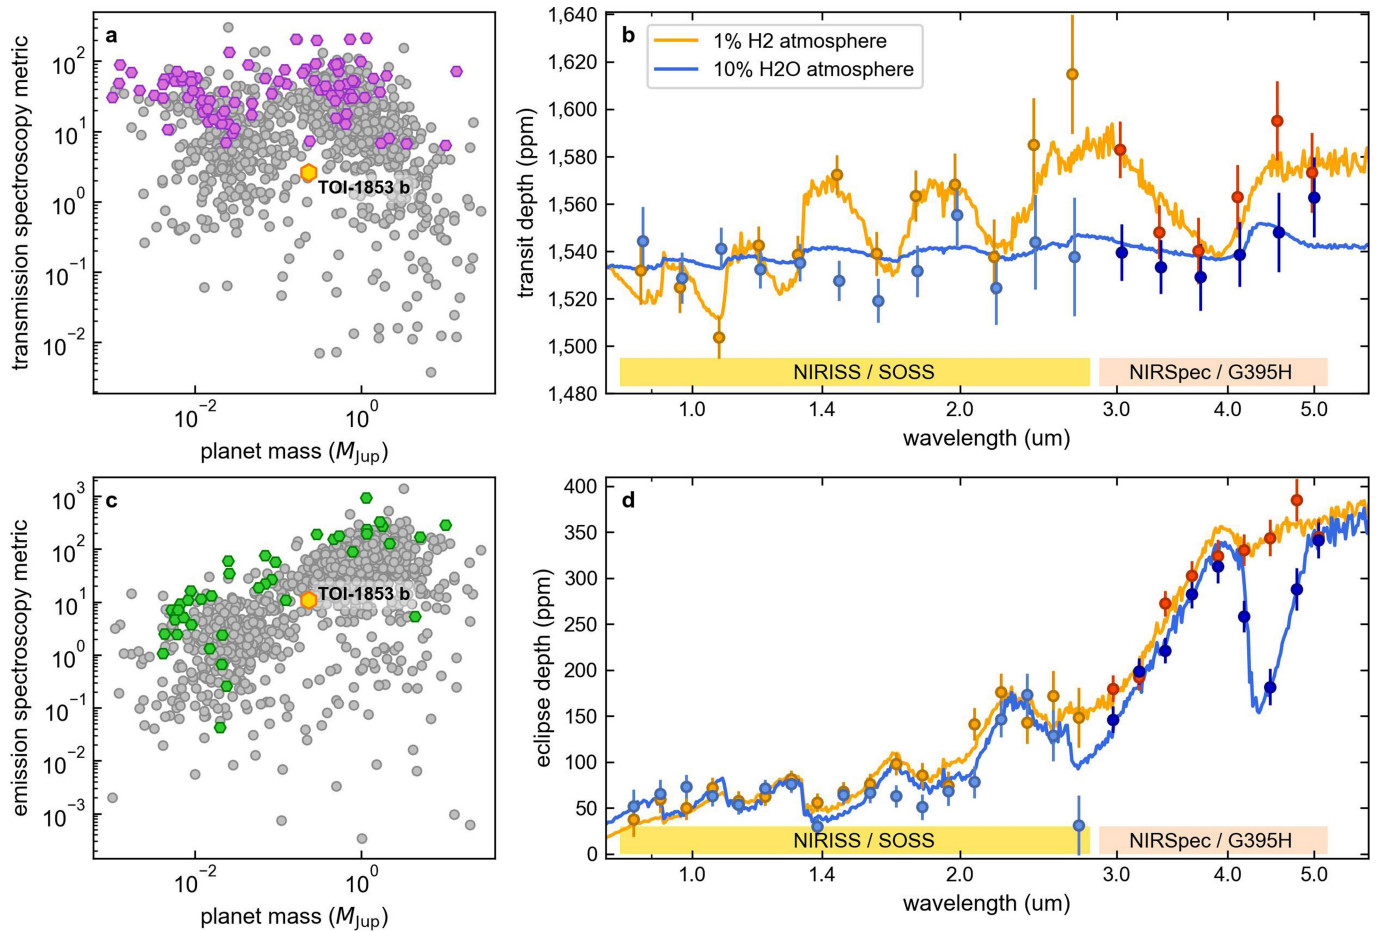 a
transmission spectroscopy metric
10^2
10^1
10^0
10^−1
10^−2
TOI-1853 b
10^−2
10^0
planet mass (M_Jup)
b
1% H2 atmosphere
10% H2O atmosphere
transit depth (ppm)
1,640
1,620
1,600
1,580
1,560
1,540
1,520
1,500
1,480
NIRISS / SOSS
NIRSpec / G395H
1.0
1.4
2.0
3.0
4.0
5.0
wavelength (um)
c
emission spectroscopy metric
10^3
10^2
10^1
10^0
10^−1
10^−2
10^−3
TOI-1853 b
10^−2
10^0
planet mass (M_Jup)
d
eclipse depth (ppm)
400
350
300
250
200
150
100
50
0
NIRISS / SOSS
NIRSpec / G395H
1.0
1.4
2.0
3.0
4.0
5.0
wavelength (um)